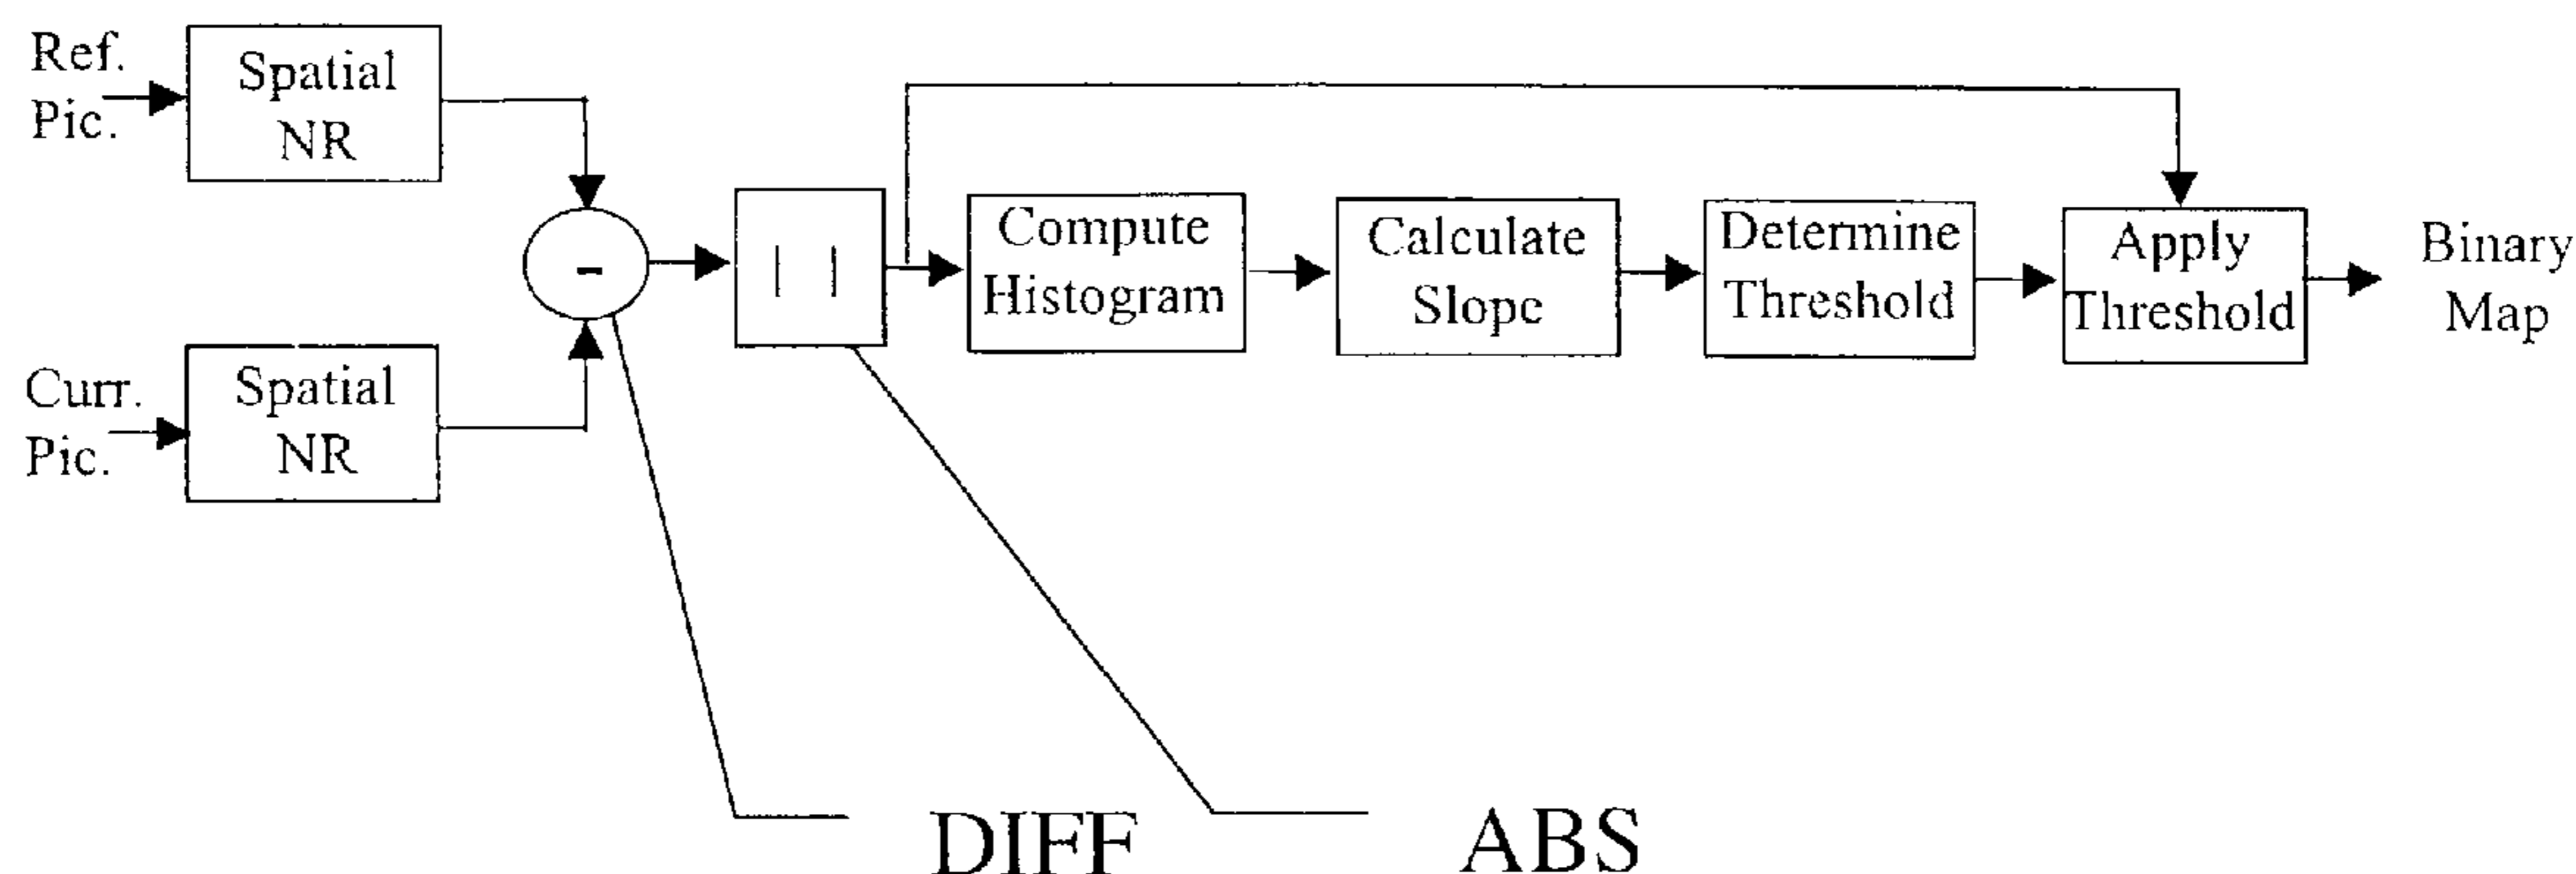 Ref.
Pic.
Spatial
NR
Curr.
Pic.
Spatial
NR
-
| |
Compute
Histogram
Calculate
Slope
Determine
Threshold
Apply
Threshold
Binary
Map
DIFF
ABS